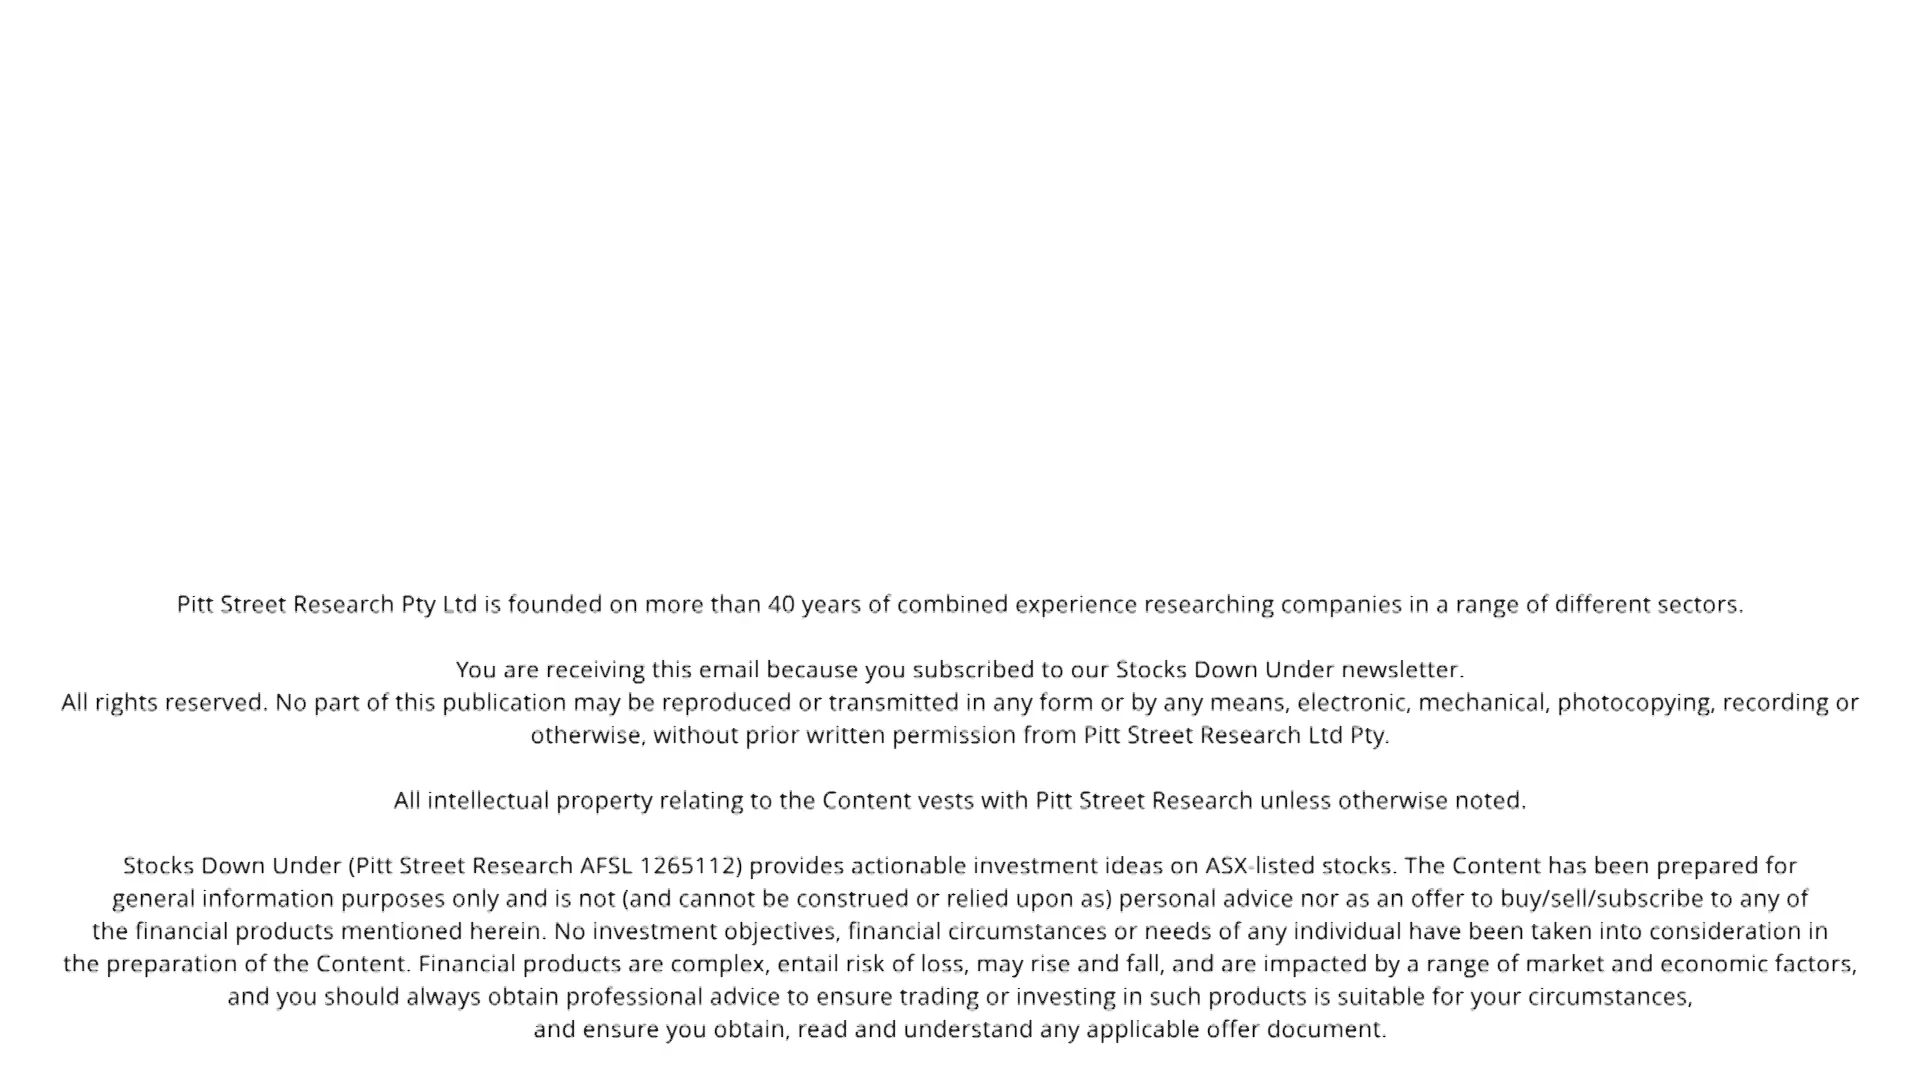 Pitt Street Research Pty Ltd is founded on more than 40 years of combined experience researching companies in a range of different sectors.
You are receiving this email because you subscribed to our Stocks Down Under newsletter.
All rights reserved. No part of this publication may be reproduced or transmitted in any form or by any means, electronic, mechanical, photocopying, recording or
otherwise, without prior written permission from Pitt Street Research Ltd Pty.
All intellectual property relating to the Content vests with Pitt Street Research unless otherwise noted.
Stocks Down Under (Pitt Street Research AFSL 1265112) provides actionable investment ideas on ASX-listed stocks. The Content has been prepared for
general information purposes only and is not (and cannot be construed or relied upon as) personal advice nor as an offer to buy/sell/subscribe to any of
the financial products mentioned herein. No investment objectives, financial circumstances or needs of any individual have been taken into consideration in
the preparation of the Content. Financial products are complex, entail risk of loss, may rise and fall, and are impacted by a range of market and economic factors,
and you should always obtain professional advice to ensure trading or investing in such products is suitable for your circumstances,
and ensure you obtain, read and understand any applicable offer document.